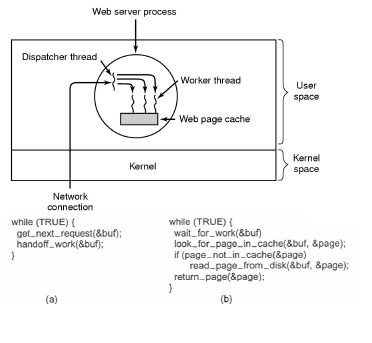 Web server process
Dispatcher thread
Worker thread
User
space
Web page cache
Kernel
Kernel
space
Network
connection
while (TRUE) {
get_next_request(&buf);
handoff_work(&buf);
}
(a)
while (TRUE) {
wait_for_work(&buf)
look_for_page_in_cache(&buf, &page);
if (page_not_in_cache(&page)
read_page_from_disk(&buf, &page);
return_page(&page);
}
(b)